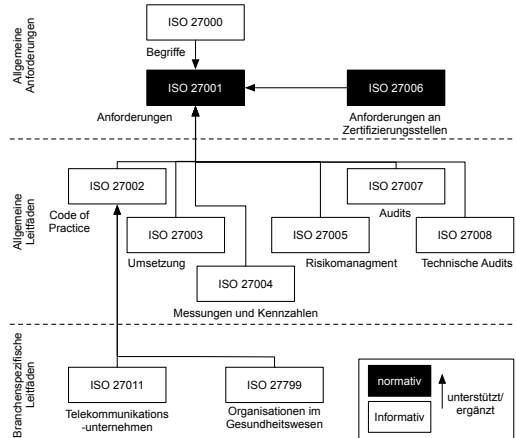 Allgemeine
Anforderungen
ISO 27000
Begriffe
ISO 27001
ISO 27006
Anforderungen
Anforderungen an
Zertifizierungsstellen
Allgemeine
Leitfäden
ISO 27002
ISO 27007
Code of
Practice
Audits
ISO 27003
ISO 27005
ISO 27008
Umsetzung
Risikomanagment
Technische Audits
ISO 27004
Messungen und Kennzahlen
Branchenspezifische
Leitfäden
ISO 27011
ISO 27799
Telekommunikations
-unternehmen
Organisationen im
Gesundheitswesen
normativ
Informativ
unterstützt/
ergänzt